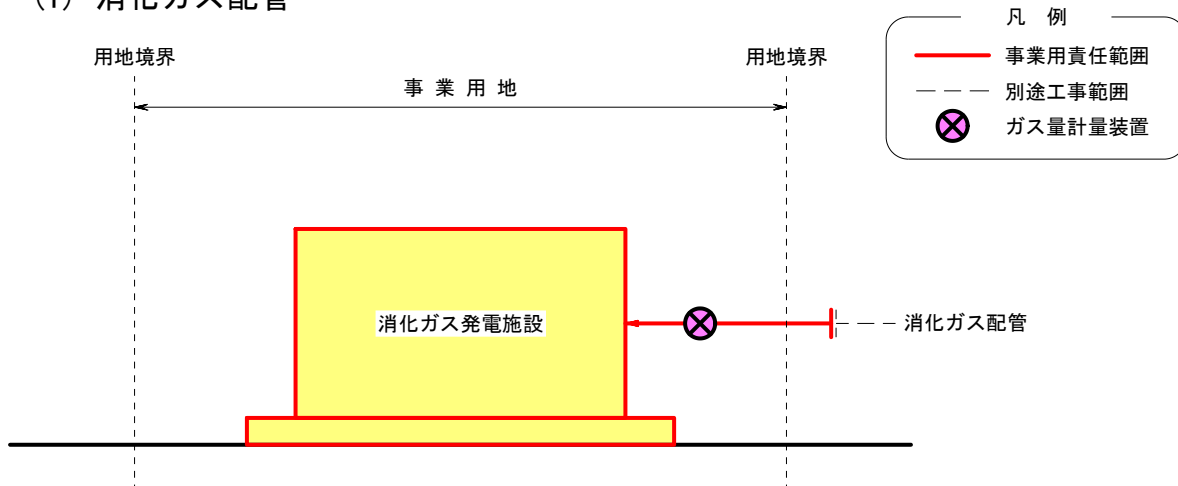 (1) 消化ガス配管
凡 例
用地境界
用地境界
事業用責任範囲
事 業 用 地
別途工事範囲
ガス量計量装置
消化ガス発電施設
消化ガス配管